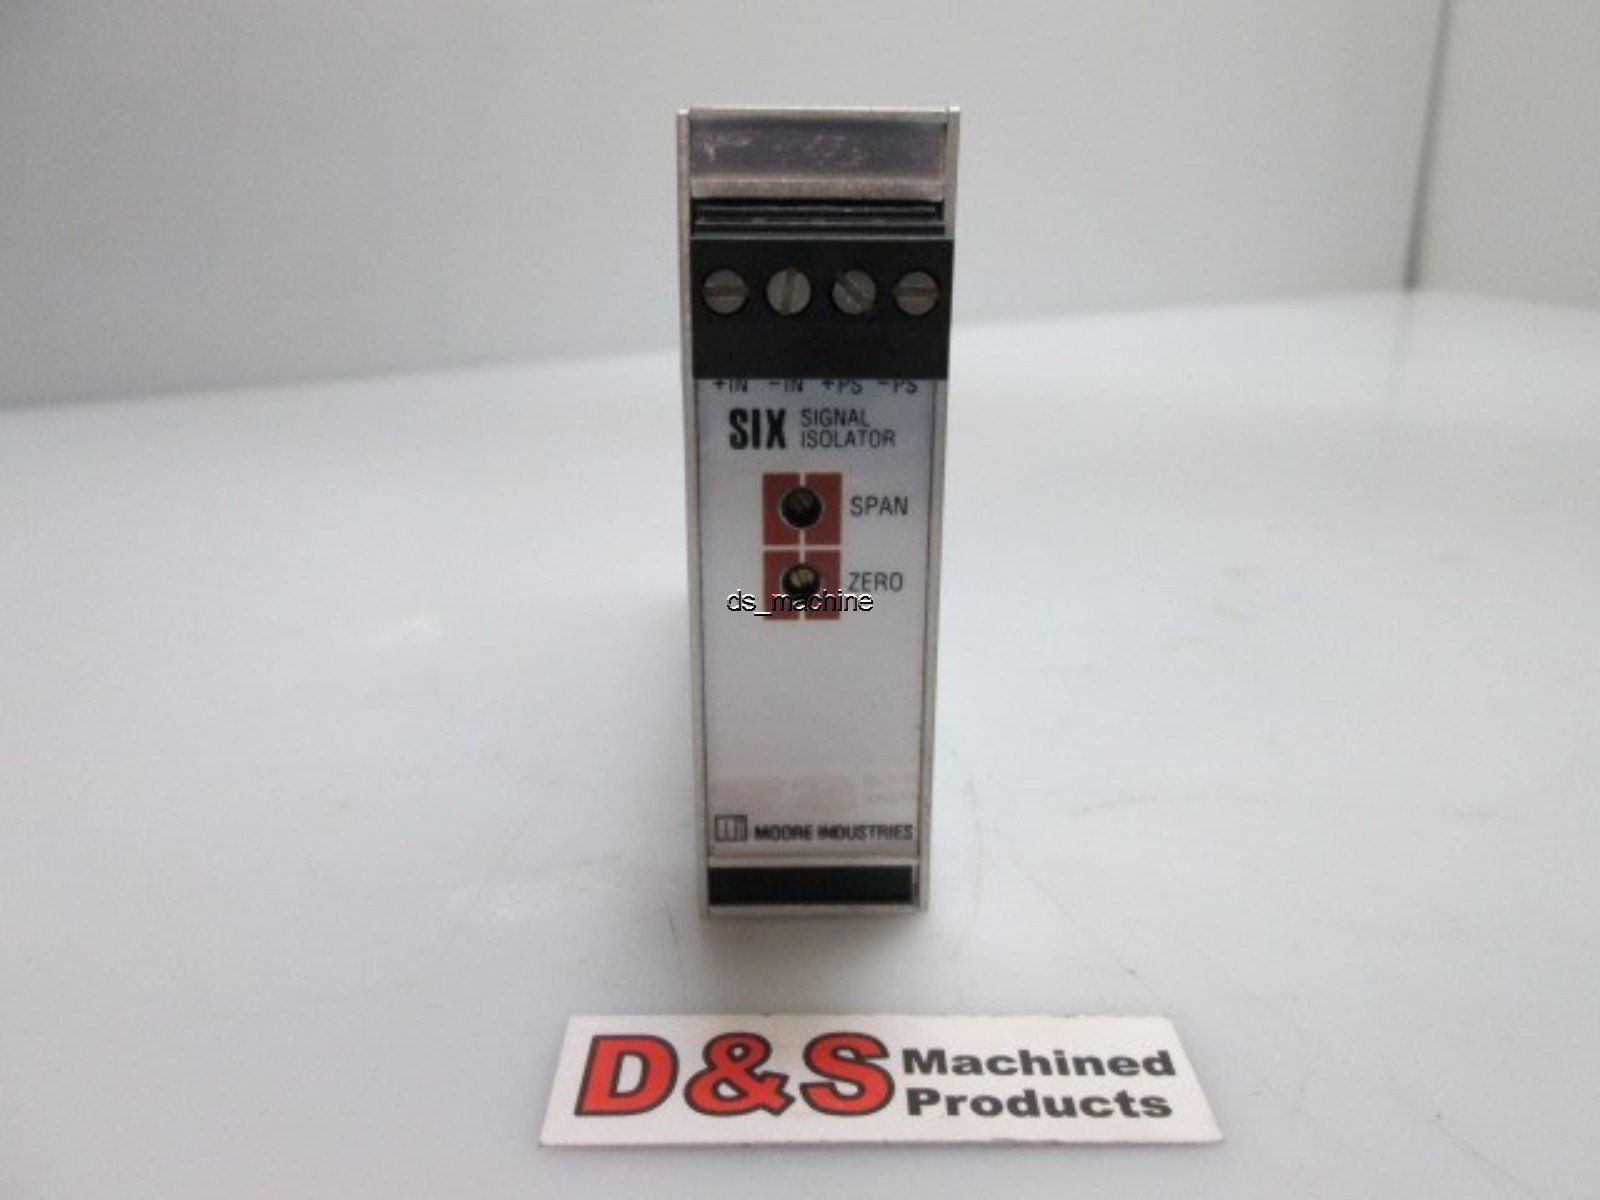 +IN -IN +PS -PS
SIX SIGNAL
ISOLATOR
SPAN
ZERO
ds_machine
MOORE INDUSTRIES
D&S Machined
Products